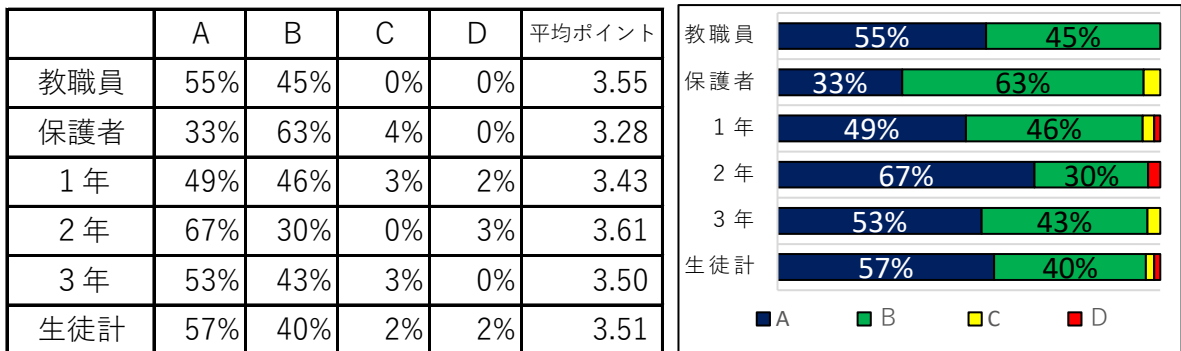 A B C D 平均ポイント
教職員 55% 45% 0% 0% 3.55
保護者 33% 63% 4% 0% 3.28
1年 49% 46% 3% 2% 3.43
2年 67% 30% 0% 3% 3.61
3年 53% 43% 3% 0% 3.50
生徒計 57% 40% 2% 2% 3.51
教職員 55% 45%
保護者 33% 63%
1年 49% 46%
2年 67% 30%
3年 53% 43%
生徒計 57% 40%
A B C D